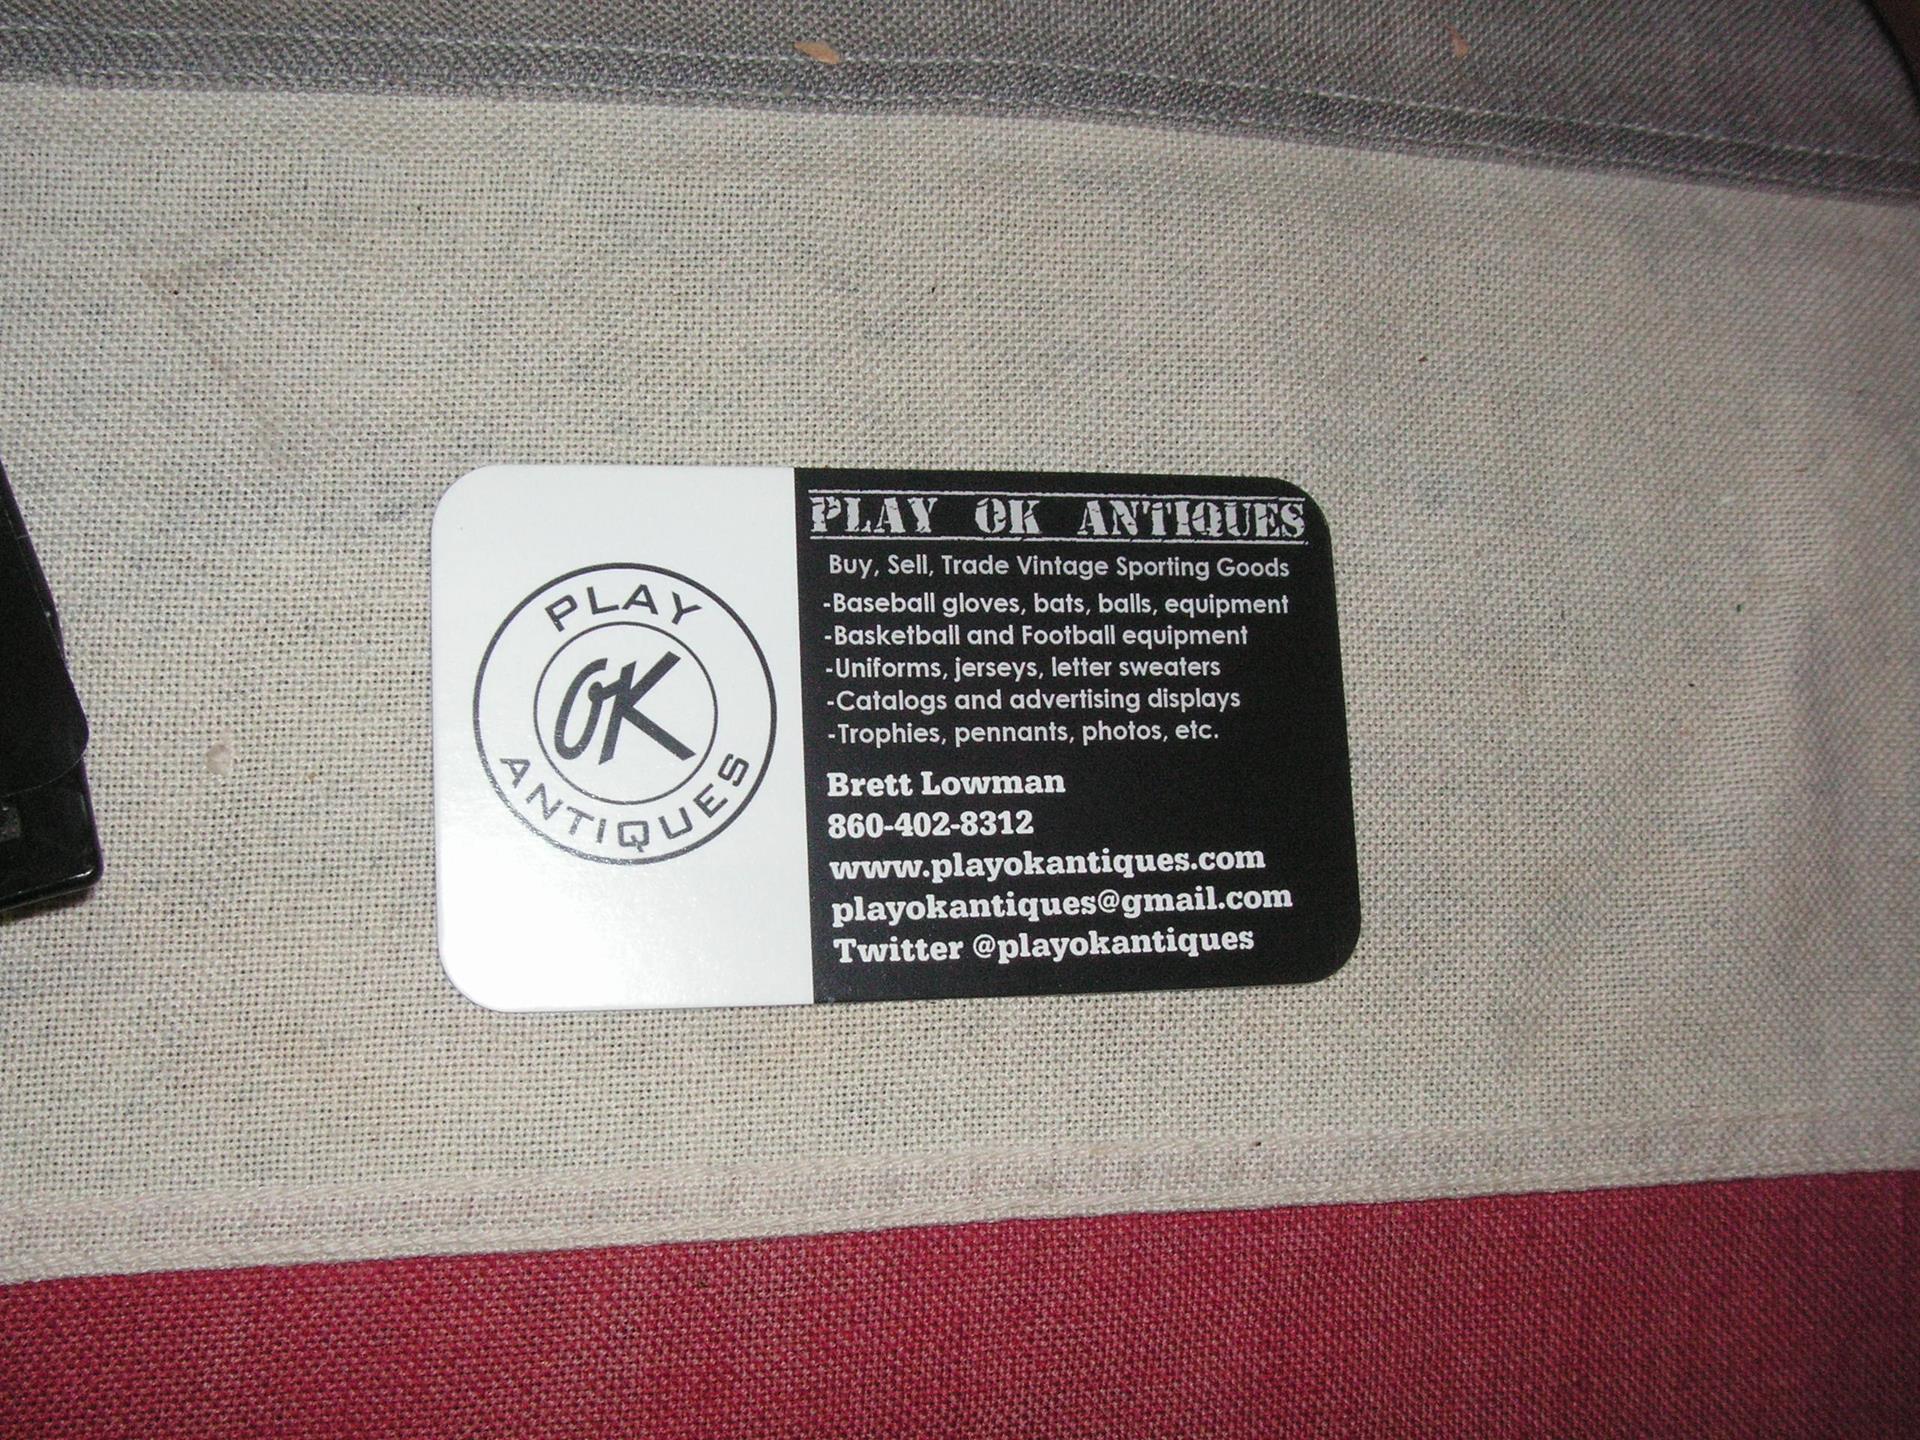 PLAY
OK
ANTIQUES
PLAY OK ANTIQUES
Buy, Sell, Trade Vintage Sporting Goods
-Baseball gloves, bats, balls, equipment
-Basketball and Football equipment
-Uniforms, jerseys, letter sweaters
-Catalogs and advertising displays
-Trophies, pennants, photos, etc.
Brett Lowman
860-402-8312
www.playokantiques.com
playokantiques@gmail.com
Twitter @playokantiques